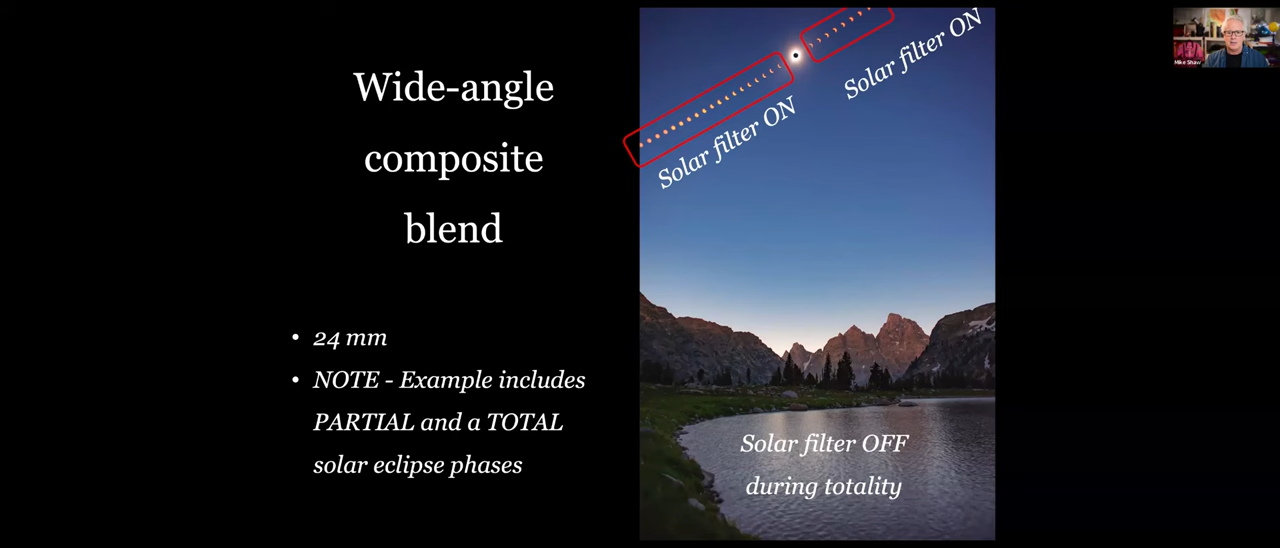 Wide-angle
composite
blend
• 24 mm
• NOTE - Example includes
PARTIAL and a TOTAL
solar eclipse phases
Solar filter ON
Solar filter ON
Solar filter OFF
during totality
Mike Shaw